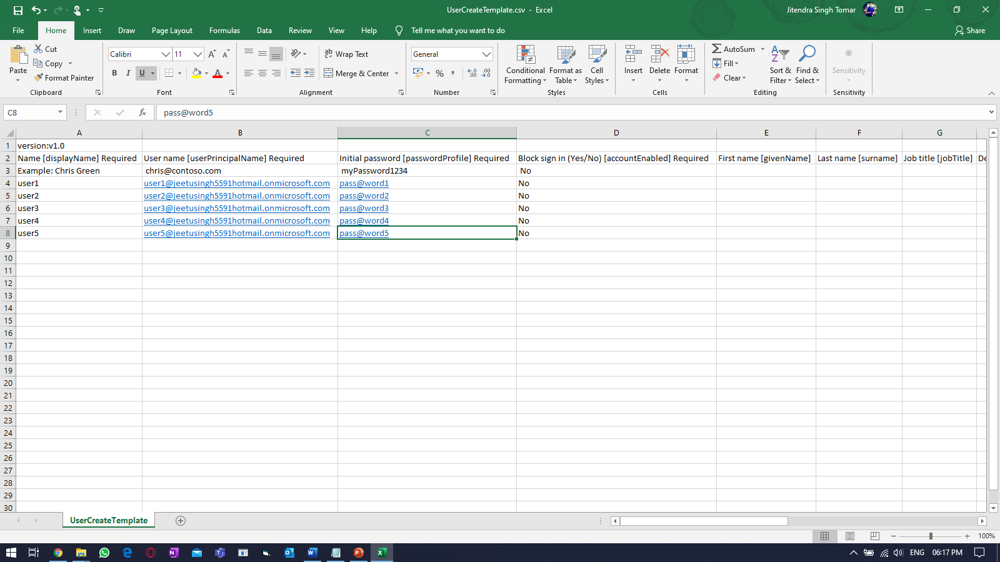 UserCreateTemplate.csv - Excel
Jitendra Singh Tomar
File Home Insert Draw Page Layout Formulas Data Review View Help Tell me what you want to do Share
Paste
Cut
Copy
Format Painter
Clipboard
Calibri 11
B I U
Font
Wrap Text
Merge & Center
Alignment
General
Number
Conditional Formatting
Format as Table
Cell Styles
Styles
Insert Delete Format
Cells
AutoSum
Fill
Clear
Sort & Filter
Find & Select
Editing
Sensitivity
Sensitivity
C8 fx pass@word5
A B C D E F G
1 version:v1.0
2 Name [displayName] Required User name [userPrincipalName] Required Initial password [passwordProfile] Required Block sign in (Yes/No) [accountEnabled] Required First name [givenName] Last name [surname] Job title [jobTitle] De
3 Example: Chris Green chris@contoso.com myPassword1234 No
4 user1 user1@jeetusingh5591hotmail.onmicrosoft.com pass@word1 No
5 user2 user2@jeetusingh5591hotmail.onmicrosoft.com pass@word2 No
6 user3 user3@jeetusingh5591hotmail.onmicrosoft.com pass@word3 No
7 user4 user4@jeetusingh5591hotmail.onmicrosoft.com pass@word4 No
8 user5 user5@jeetusingh5591hotmail.onmicrosoft.com pass@word5 No
9
10
11
12
13
14
15
16
17
18
19
20
21
22
23
24
25
26
27
28
29
30
UserCreateTemplate
100%
ENG 06:17 PM